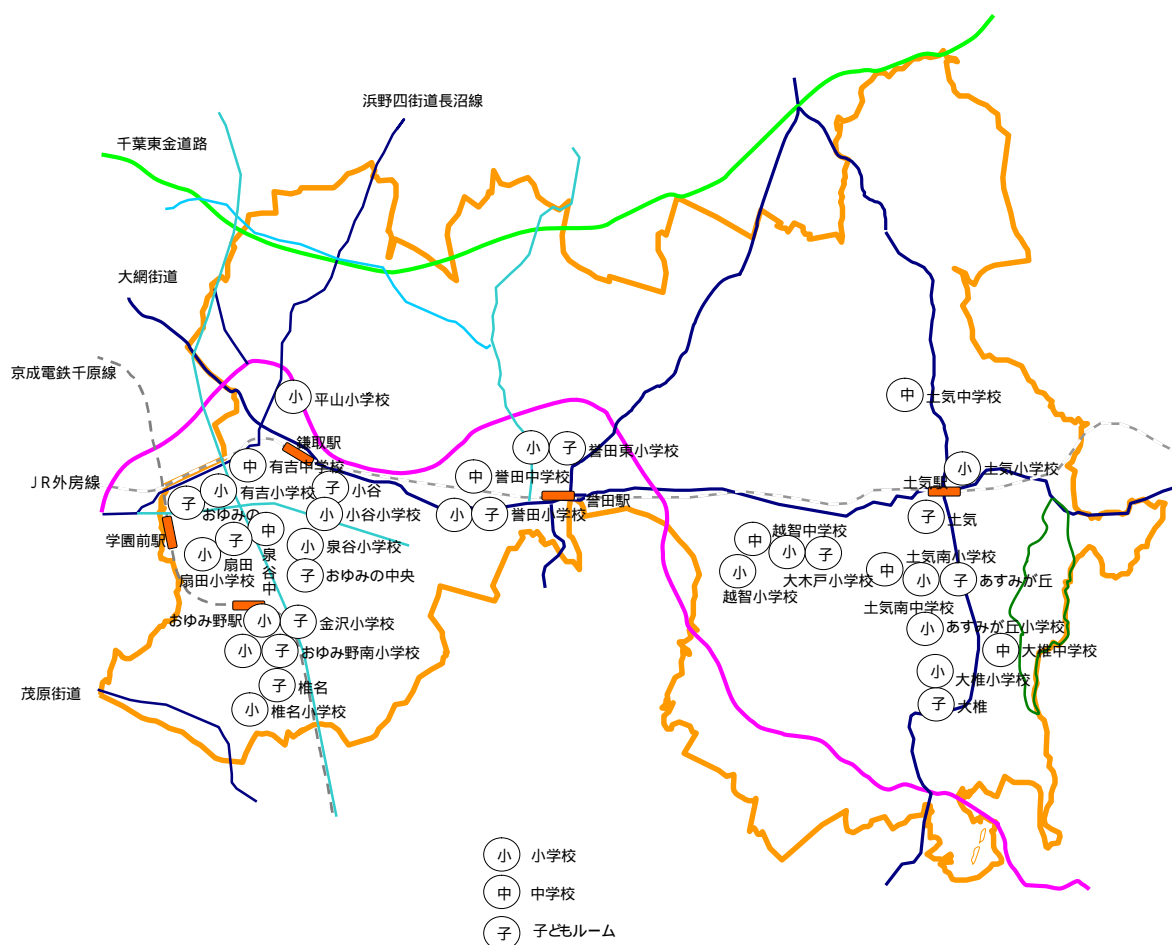 浜野四街道長沼線
千葉東金道路
大網街道
京成電鉄千原線
小 平山小学校
中 土気中学校
鎌取駅
小 子 誉田東小学校
中 有吉中学校
中 誉田中学校
小 土気小学校
JR外房線
土気駅
小 有吉小学校
子 小谷
誉田駅
子 おゆみの
小 小谷小学校
小 子 誉田小学校
子 土気
学園前駅
中 泉谷中
子 扇田
小 扇田小学校
小 泉谷小学校
中 越智中学校
小 子 大木戸小学校
小 越智小学校
子 おゆみの中央
土気南小学校
中 小 子 あすみが丘
土気南中学校
おゆみ野駅
小 子 金沢小学校
小 あすみが丘小学校
小 子 おゆみ野南小学校
中 大椎中学校
小 大椎小学校
茂原街道
子 椎名
小 椎名小学校
子 大椎
小 小学校
中 中学校
子 子どもルーム